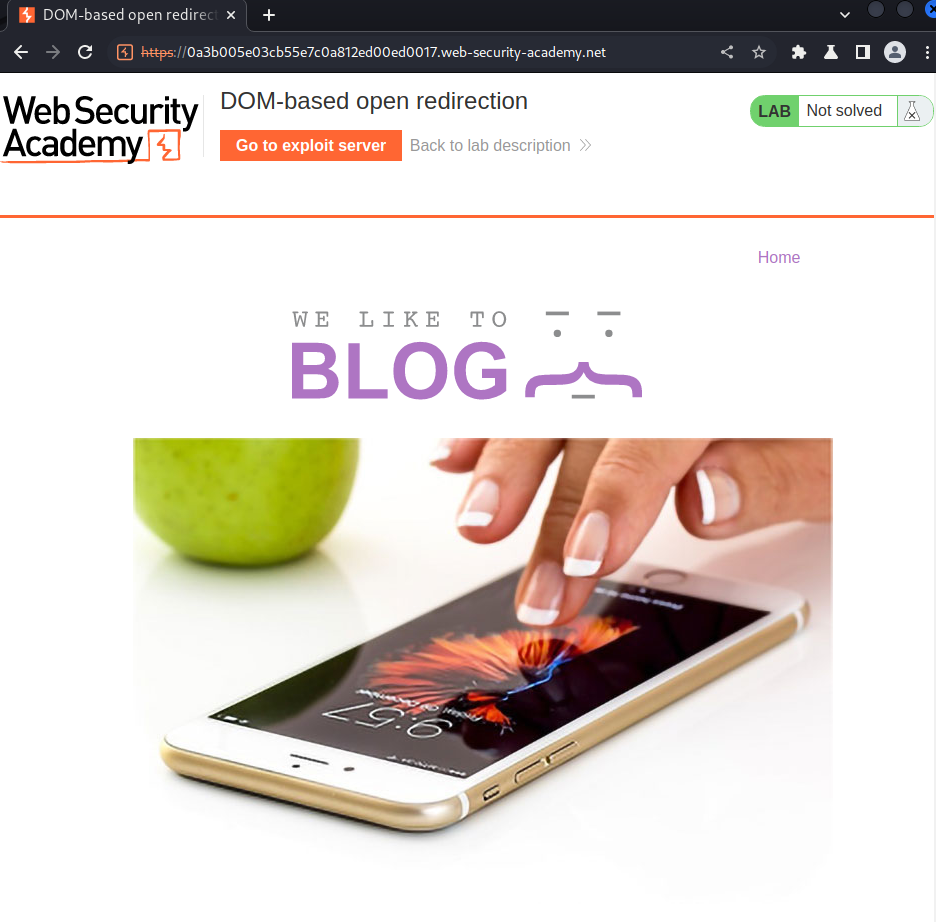 DOM-based open redirect
https://0a3b005e03cb55e7c0a812ed00ed0017.web-security-academy.net
Web Security
Academy
DOM-based open redirection
LAB Not solved
Go to exploit server
Back to lab description
Home
WE LIKE TO
BLOG
9:57